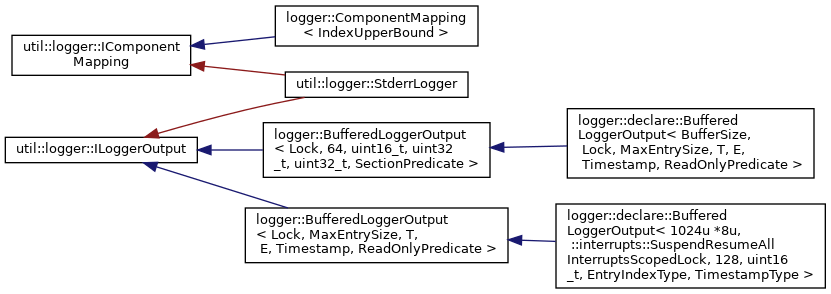 logger::ComponentMapping
< IndexUpperBound >
util::logger::IComponent
Mapping
util::logger::StderrLogger
util::logger::ILoggerOutput
logger::BufferedLoggerOutput
< Lock, 64, uint16_t, uint32
_t, uint32_t, SectionPredicate >
logger::declare::Buffered
LoggerOutput< BufferSize,
Lock, MaxEntrySize, T, E,
Timestamp, ReadOnlyPredicate >
logger::BufferedLoggerOutput
< Lock, MaxEntrySize, T,
E, Timestamp, ReadOnlyPredicate >
logger::declare::Buffered
LoggerOutput< 1024u *8u,
::interrupts::SuspendResumeAll
InterruptsScopedLock, 128, uint16
_t, EntryIndexType, TimestampType >